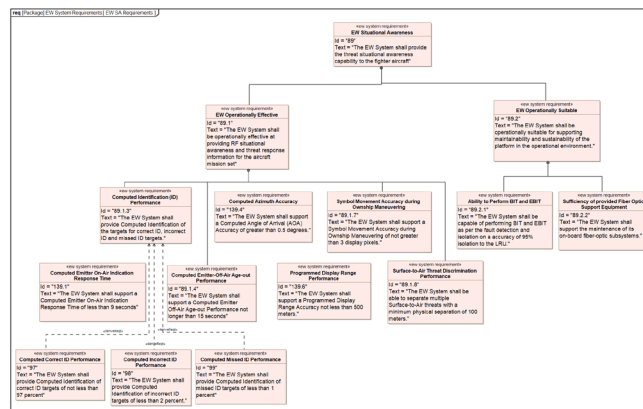 req [Package] EW System Requirements [ EW SA Requirements ]
«ew system requirement»
EW Situational Awareness
Id = "89"
Text = "The EW System shall provide
the threat situational awareness
capability to the fighter aircraft"
«ew system requirement»
EW Operationally Effective
Id = "89.1"
Text = "The EW System shall
be operationally effective at
providing RF situational
awareness and threat response
information for the aircraft
mission set"
«ew system requirement»
EW Operationally Suitable
Id = "89.2"
Text = "The EW System shall be
operationally suitable for supporting
maintainability and sustainability of the
platform in the operational environment."
«ew system requirement»
Computed Identification (ID)
Performance
Id = "89.1.3"
Text = "The EW System shall
provide Computed Identification of
the targets for correct ID, incorrect
ID and missed ID targets."
«ew system requirement»
Computed Azimuth Accuracy
Id = "139.4"
Text = "The EW System shall support
a Computed Angle of Arrival (AOA)
Accuracy of greater than 0.5 degrees."
«ew system requirement»
Symbol Movement Accuracy during
Ownship Maneuvering
Id = "89.1.7"
Text = "The EW System shall support a
Symbol Movement Accuracy during
Ownship Maneuvering of not greater
than 3 display pixels."
«ew system requirement»
Ability to Perform BIT and EBIT
Id = "89.2.1"
Text = "The EW System shall be
capable of performing BIT and EBIT
as per the fault detection and
isolation on a accuracy of 95%
isolation to the LRU."
«ew system requirement»
Sufficiency of provided Fiber Optic
Support Equipment
Id = "89.2.2"
Text = "The EW System shall
support the maintenance of its
on-board fiber-optic subsystems."
«ew system requirement»
Computed Emitter On-Air Indication
Response Time
Id = "139.1"
Text = "The EW System shall support a
Computed Emitter On-Air Indication
Response Time of less than 9 seconds"
«ew system requirement»
Computed Emitter-Off-Air Age-out
Performance
Id = "89.1.4"
Text = "The EW System shall
support a Computed Emitter
Off-Air Age-out Performance not
longer than 15 seconds"
«ew system requirement»
Programmed Display Range
Performance
Id = "139.6"
Text = "The EW System shall
support a Programmed Display
Range Accuracy not less than 500
meters."
«ew system requirement»
Surface-to-Air Threat Discrimination
Performance
Id = "89.1.8"
Text = "The EW System shall be
able to separate multiple
Surface-to-Air threats with a
minimum physical separation of 100
meters."
«ew system requirement»
Computed Correct ID Performance
Id = "97"
Text = "The EW System shall
provide Computed Identification of
correct ID targets of not less than
97 percent"
«ew system requirement»
Computed Incorrect ID
Performance
Id = "98"
Text = "The EW System shall
provide Computed
Identification of incorrect ID
targets of less than 2 percent."
«ew system requirement»
Computed Missed ID
Performance
Id = "99"
Text = "The EW System shall
provide Computed Identification of
missed ID targets of less than 1
percent"